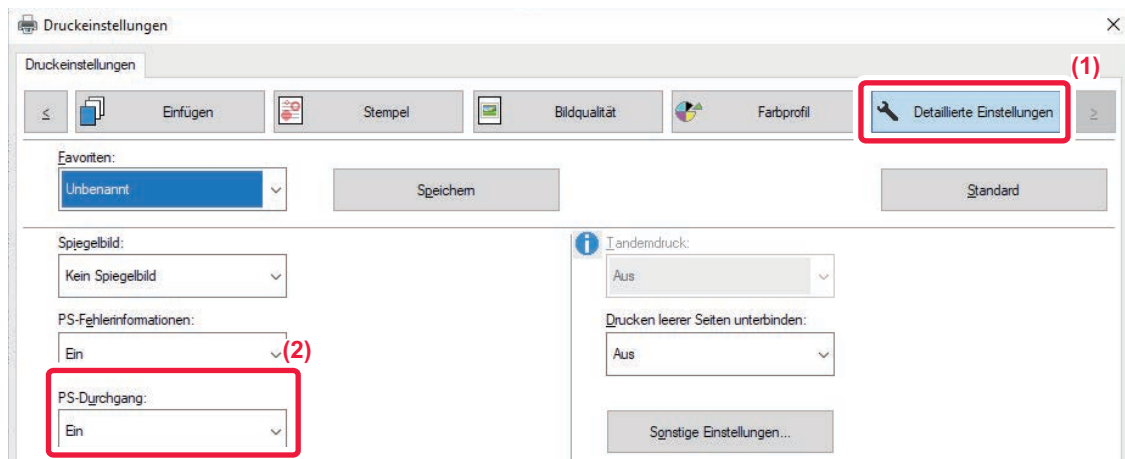 Druckeinstellungen
Druckeinstellungen
(1)
< Einfügen Stempel Bildqualität Farbprofil Detaillierte Einstellungen >
Favoriten:
Unbenannt Speichern Standard
Spiegelbild: Tandemdruck:
Kein Spiegelbild Aus
PS-Fehlerinformationen: Drucken leerer Seiten unterbinden:
Ein (2) Aus
PS-Durchgang:
Ein Sonstige Einstellungen...